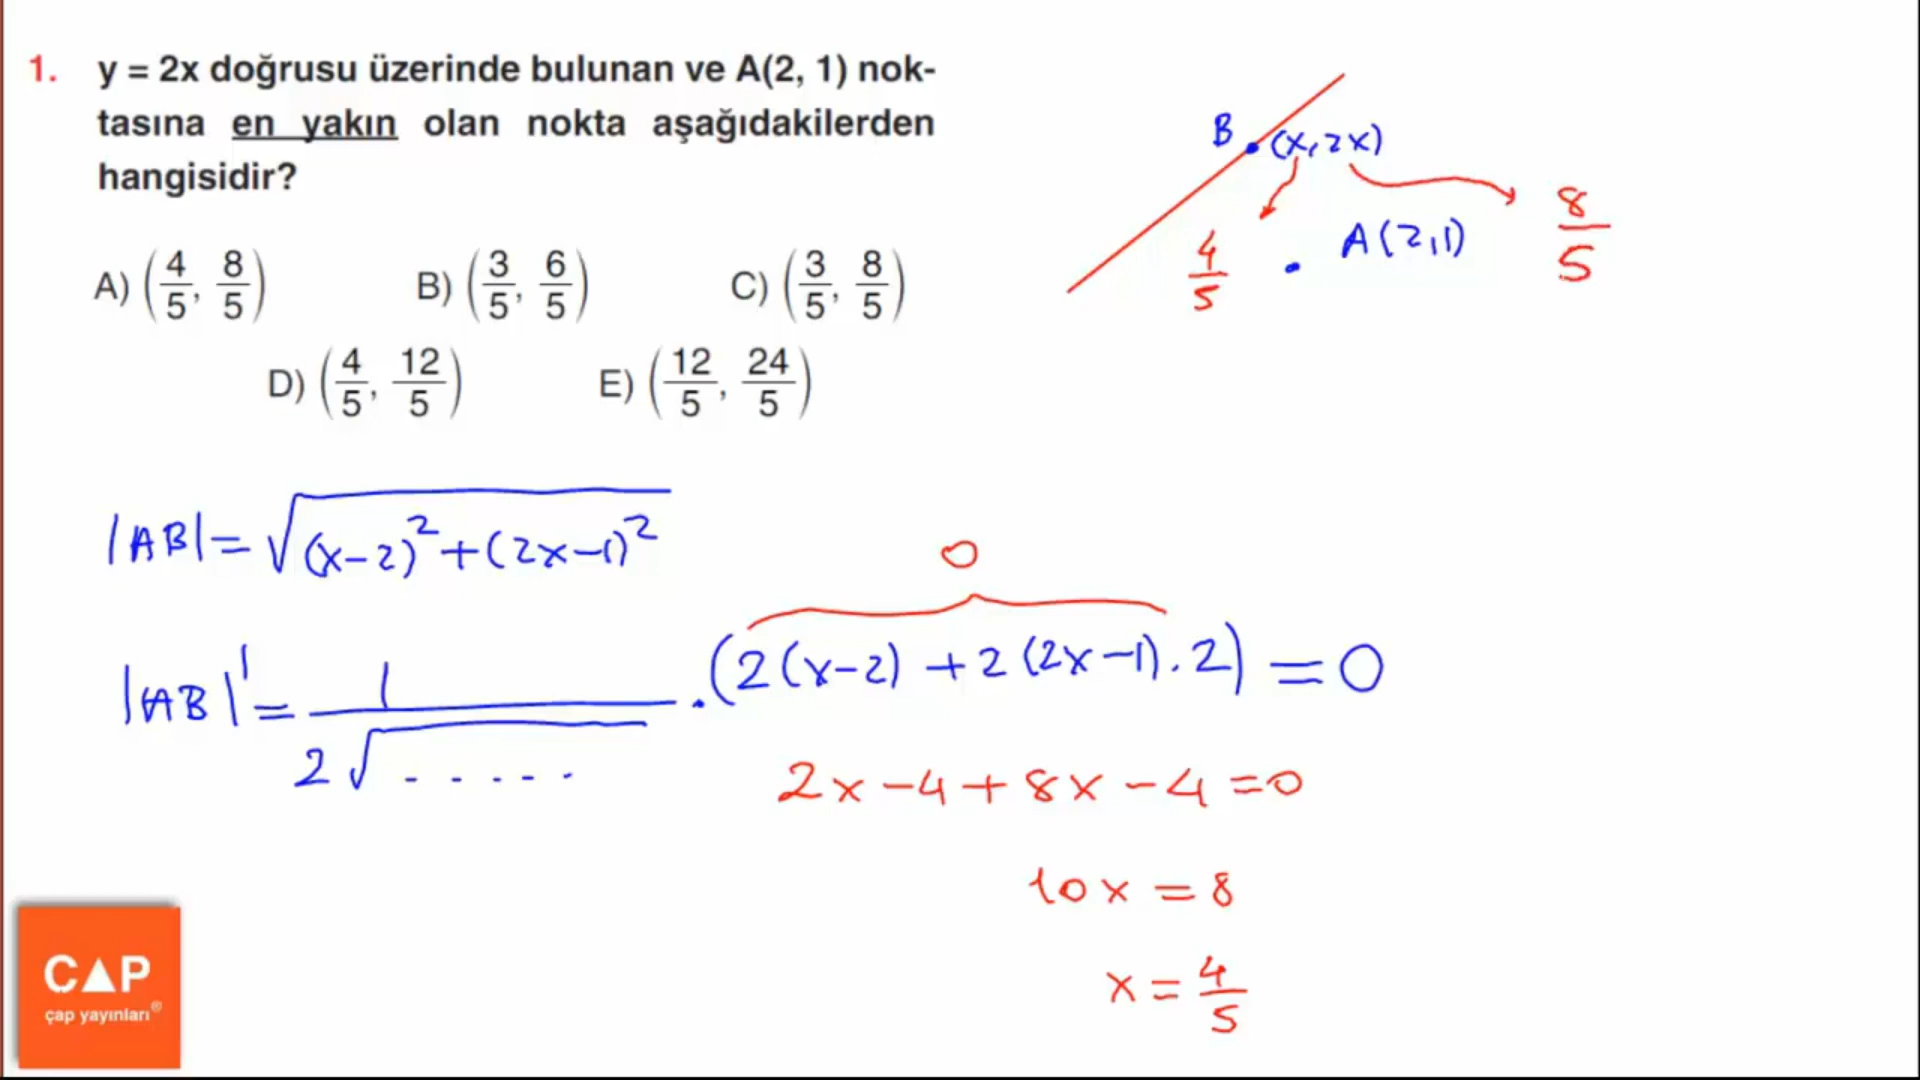 1. y = 2x doğrusu üzerinde bulunan ve A(2, 1) nok-
tasına en yakın olan nokta aşağıdakilerden
hangisidir?
A) (4/5, 8/5) B) (3/5, 6/5) C) (3/5, 8/5)
D) (4/5, 12/5) E) (12/5, 24/5)
B (x, 2x)
4/5
A(2,1)
8/5
|AB| = √((x-2)²+(2x-1)²)
0
|AB|' = 1/(2√.....) . (2(x-2) + 2(2x-1).2) = 0
2x-4+8x-4=0
10x = 8
x = 4/5
CAP
çap yayınları®